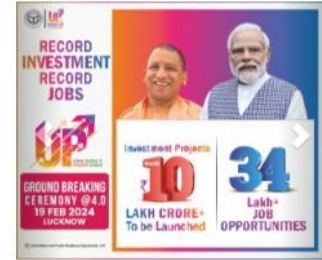 RECORD
INVESTMENT
RECORD
JOBS
UP
GROUND BREAKING
CEREMONY @4.0
19 FEB 2024
LUCKNOW
Investment Projects
₹10
LAKH CRORE+
To be Launched
34
Lakh+
JOB
OPPORTUNITIES